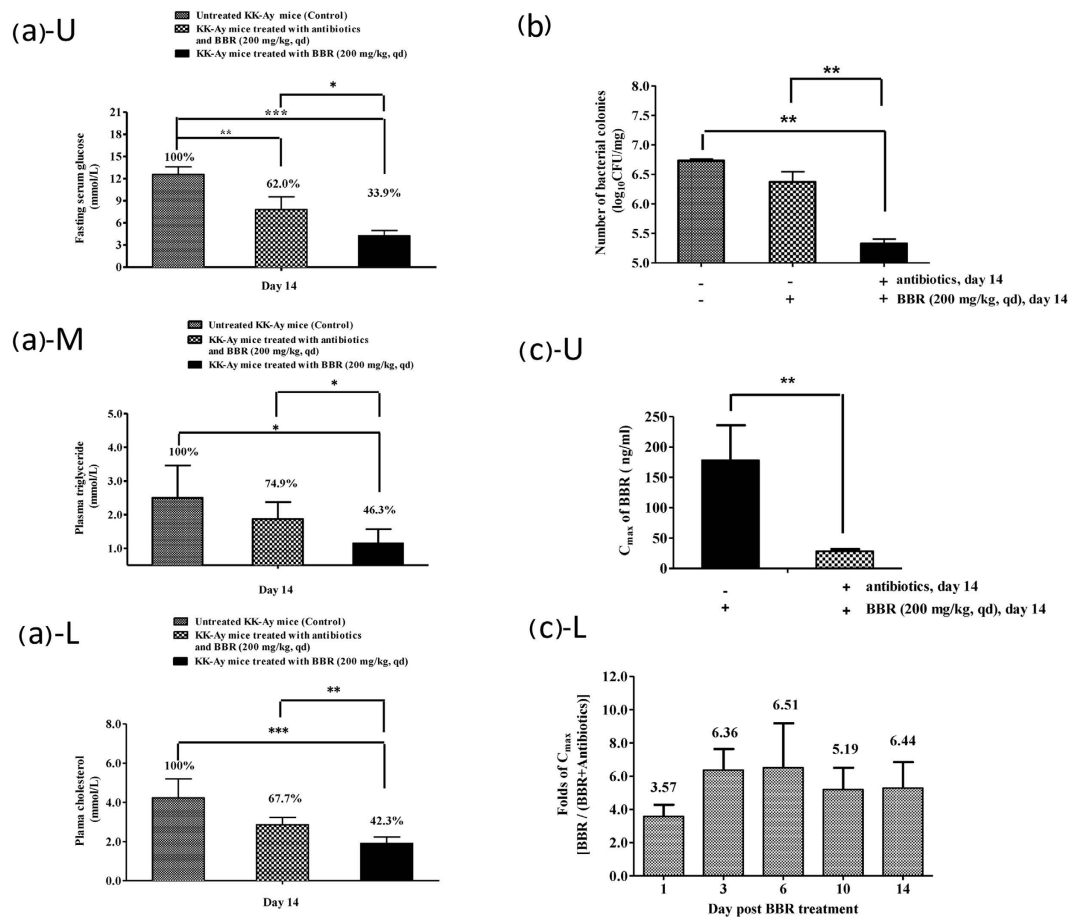 (a)-U
Untreated KK-Ay mice (Control)
KK-Ay mice treated with antibiotics
and BBR (200 mg/kg, qd)
KK-Ay mice treated with BBR (200 mg/kg, qd)
Fasting serum glucose
(mmol/L)
21
18
15
12
9
6
3
0
*
***
**
100%
62.0%
33.9%
Day 14
(a)-M
Untreated KK-Ay mice (Control)
KK-Ay mice treated with antibiotics
and BBR (200 mg/kg, qd)
KK-Ay mice treated with BBR (200 mg/kg, qd)
Plasma triglyceride
(mmol/L)
5.0
4.0
3.0
2.0
1.0
*
*
100%
74.9%
46.3%
Day 14
(a)-L
Untreated KK-Ay mice (Control)
KK-Ay mice treated with antibiotics
and BBR (200 mg/kg, qd)
KK-Ay mice treated with BBR (200 mg/kg, qd)
Plama cholesterol
(mmol/L)
8.0
6.0
4.0
2.0
0.0
**
***
100%
67.7%
42.3%
Day 14
(b)
Number of bacterial colonies
(log10CFU/mg)
8.0
7.5
7.0
6.5
6.0
5.5
5.0
**
**
- - + antibiotics, day 14
- + + BBR (200 mg/kg, qd), day 14
(c)-U
Cmax of BBR ( ng/ml)
250
200
150
100
50
0
**
- + antibiotics, day 14
+ + BBR (200 mg/kg, qd), day 14
(c)-L
Folds of Cmax
[BBR / (BBR+Antibiotics)]
12.0
10.0
8.0
6.0
4.0
2.0
0.0
3.57
6.36
6.51
5.19
6.44
1 3 6 10 14
Day post BBR treatment